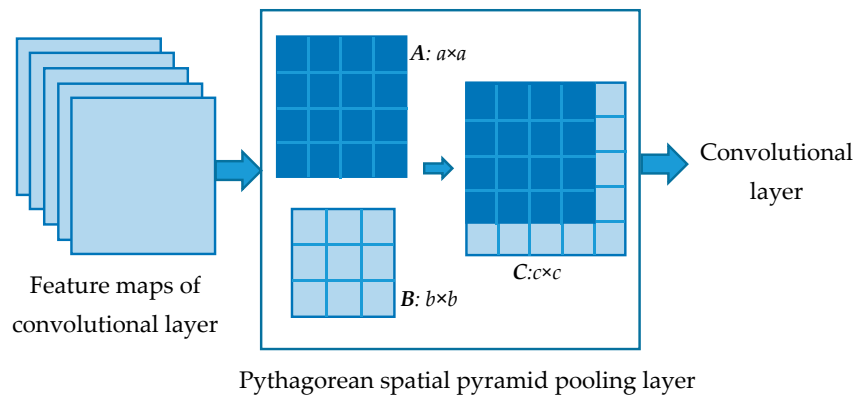 A: a×a
B: b×b
C:c×c
Convolutional
layer
Feature maps of
convolutional layer
Pythagorean spatial pyramid pooling layer